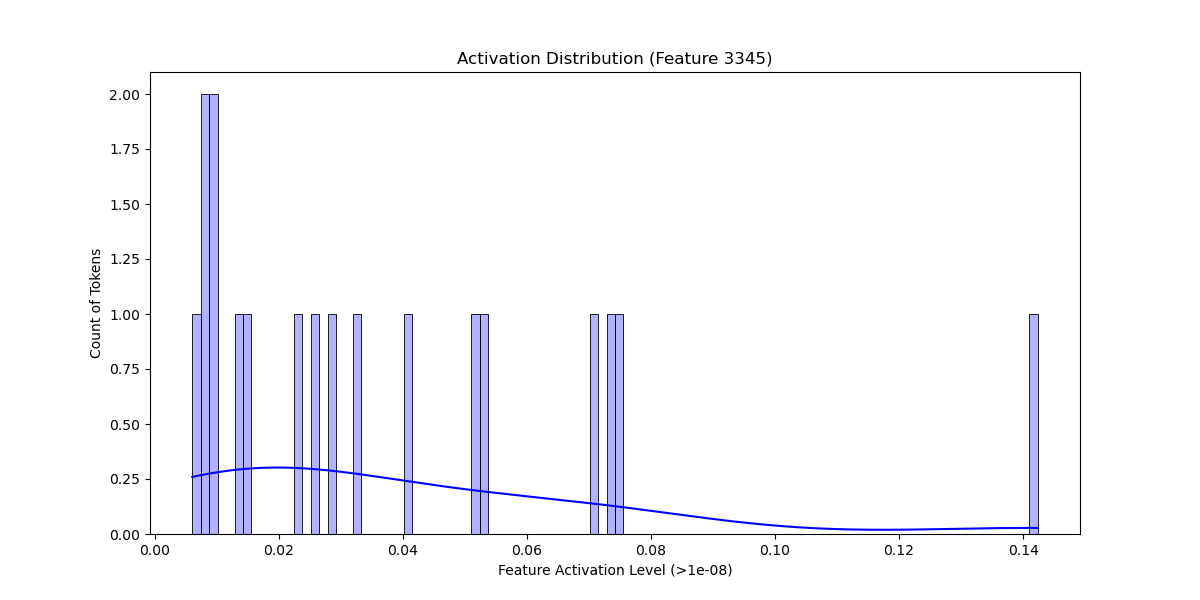 Activation Distribution (Feature 3345)
2.00
1.75
1.50
1.25
1.00
0.75
0.50
0.25
0.00
Count of Tokens
0.00 0.02 0.04 0.06 0.08 0.10 0.12 0.14
Feature Activation Level (>1e-08)